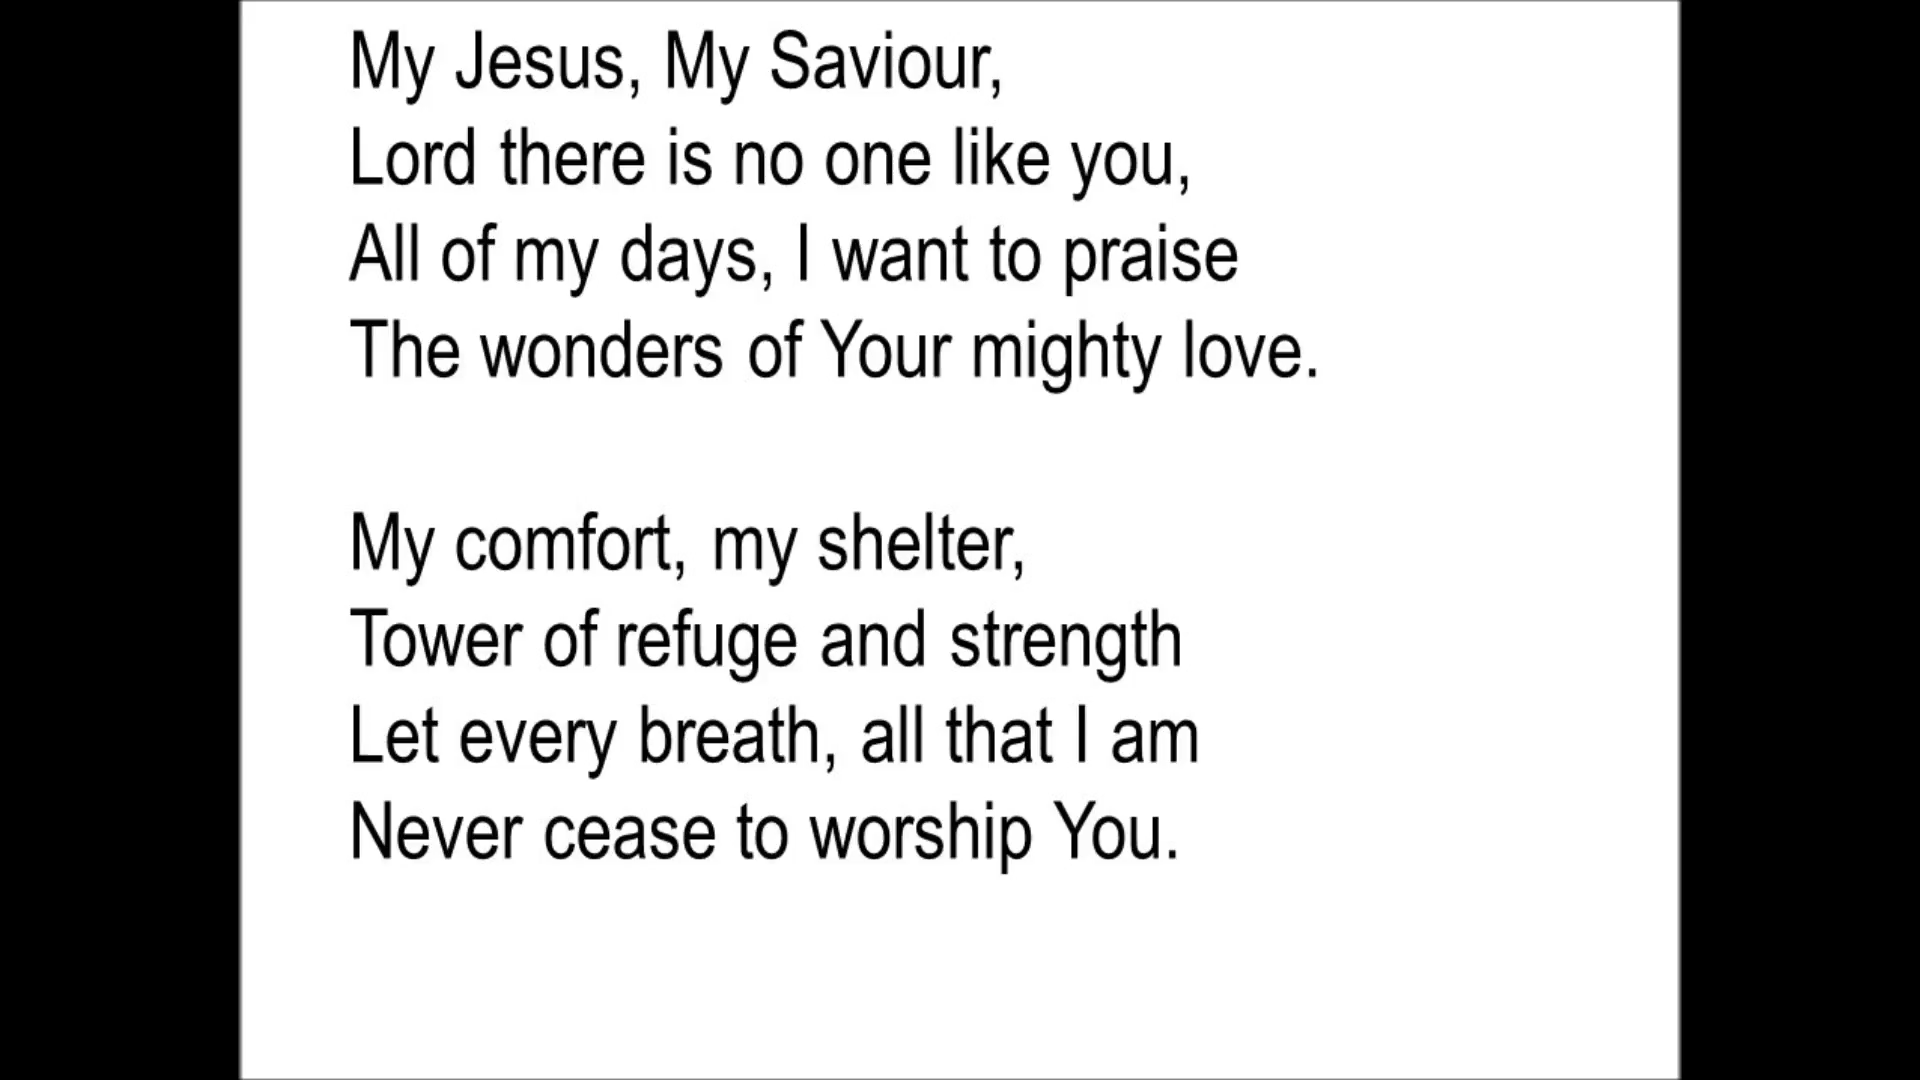 My Jesus, My Saviour,
Lord there is no one like you,
All of my days, I want to praise
The wonders of Your mighty love.
My comfort, my shelter,
Tower of refuge and strength
Let every breath, all that I am
Never cease to worship You.